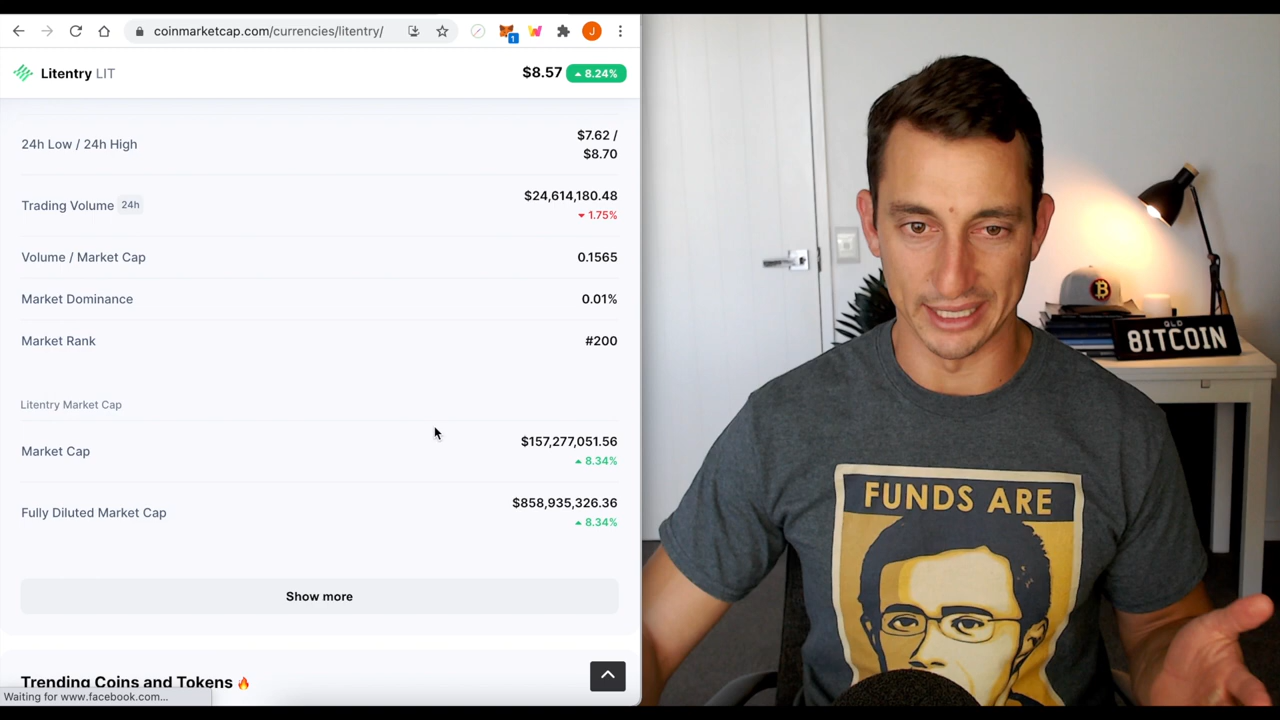 coinmarketcap.com/currencies/litentry/
1
J
Litentry LIT
$8.57
8.24%
24h Low / 24h High
$7.62 /
$8.70
Trading Volume 24h
$24,614,180.48
1.75%
Volume / Market Cap
0.1565
Market Dominance
0.01%
Market Rank
#200
Litentry Market Cap
Market Cap
$157,277,051.56
8.34%
Fully Diluted Market Cap
$858,935,326.36
8.34%
Show more
Trending Coins and Tokens
Waiting for www.facebook.com...
QLD
8ITCOIN
FUNDS ARE